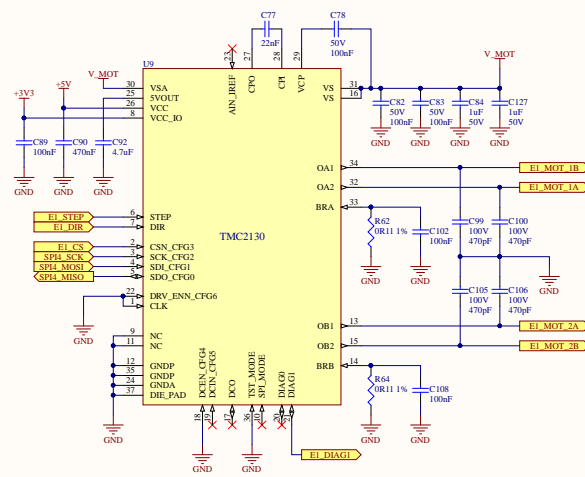 C77
22nF
C78
50V
100nF
U9
23
27
28
29
AIN_IREF
CPO
CPI
VCP
V_MOT
+5V
+3V3
30
25
26
8
VSA
5VOUT
VCC
VCC_IO
C89
100nF
C90
470nF
C92
4.7uF
GND
GND
GND
VS
VS
31
16
V_MOT
C82
50V
100nF
C83
50V
100nF
C84
1uF
50V
C127
1uF
50V
GND
GND
GND
GND
OA1
34
E1_MOT_1B
OA2
32
E1_MOT_1A
BRA
33
R62
0R11 1%
C102
100nF
GND
GND
C99
100V
470pF
C100
100V
470pF
GND
C105
100V
470pF
C106
100V
470pF
E1_STEP
6
STEP
E1_DIR
7
DIR
TMC2130
E1_CS
2
CSN_CFG3
SPI4_SCK
3
SCK_CFG2
SPI4_MOSI
4
SDI_CFG1
SPI4_MISO
5
SDO_CFG0
22
DRV_ENN_CFG6
1
CLK
GND
OB1
13
E1_MOT_2A
OB2
15
E1_MOT_2B
BRB
14
R64
0R11 1%
C108
100nF
GND
GND
9
NC
11
NC
12
GNDP
35
GNDP
24
GNDA
37
DIE_PAD
GND
DCEN_CFG4
DCIN_CFG5
DCO
TST_MODE
SPI_MODE
DIAG0
DIAG1
18
19
17
36
10
20
GND
GND
E1_DIAG1